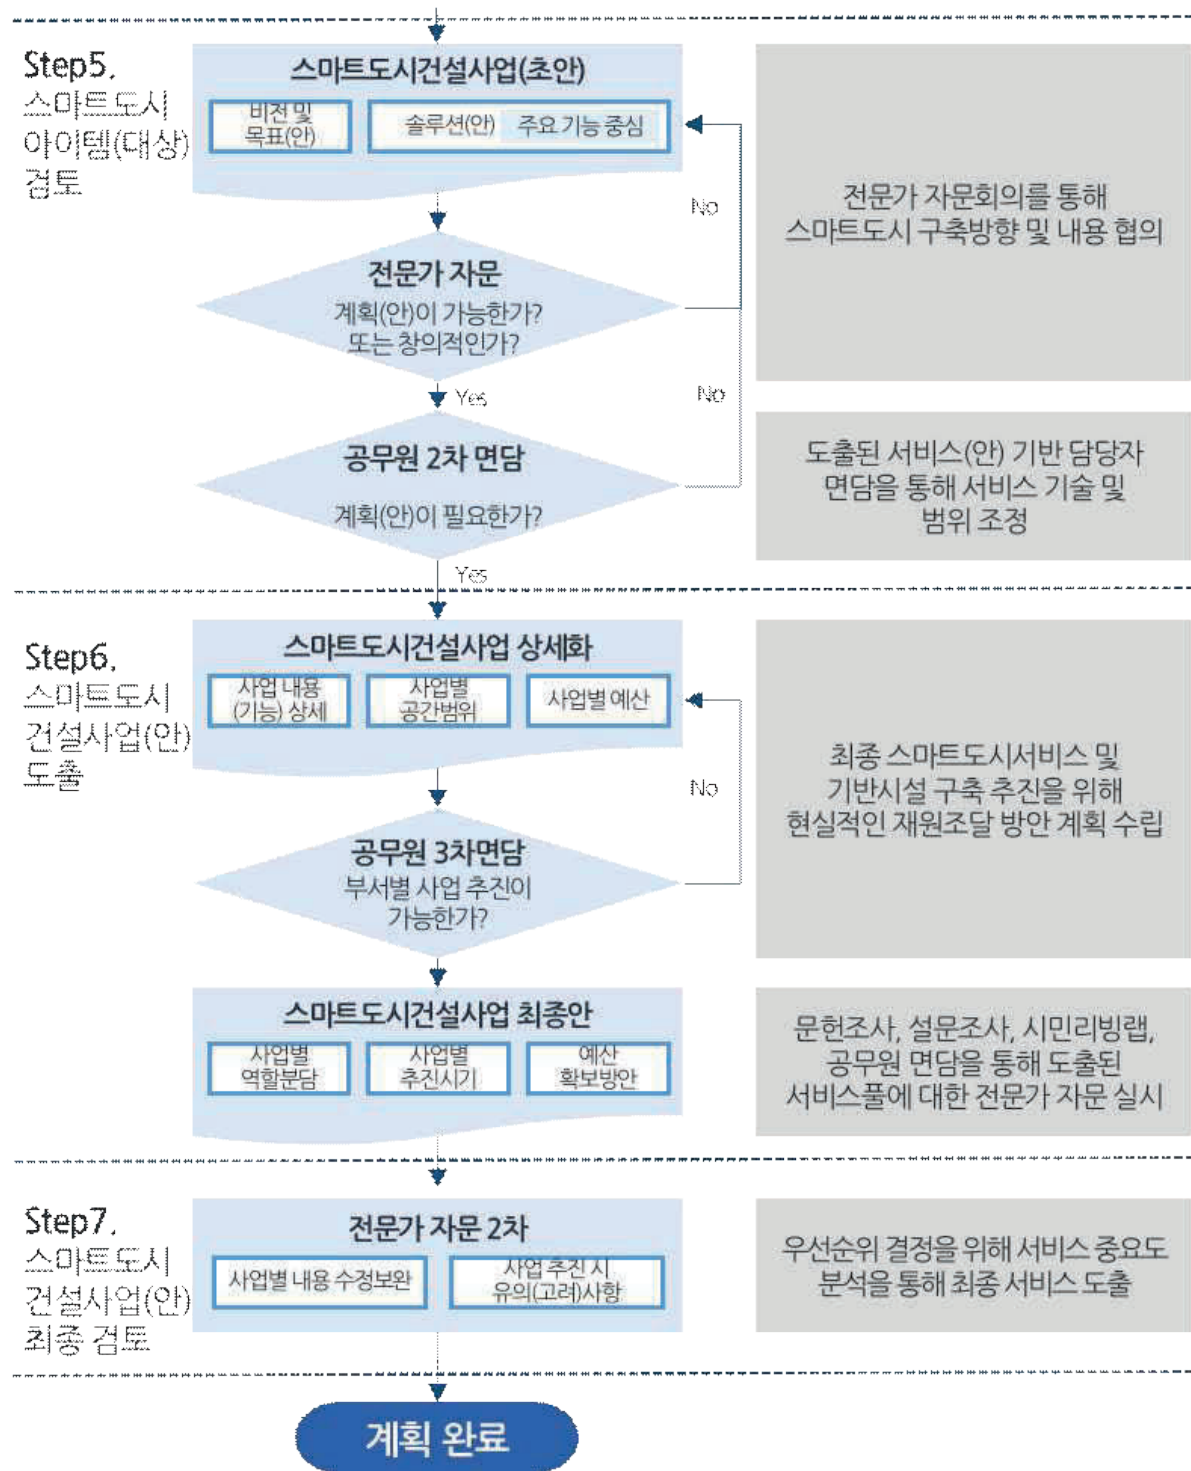 Step5.
스마트도시
아이템(대상)
검토
스마트도시건설사업(초안)
비전 및
목표(안)
솔루션(안) 주요 기능 중심
No
전문가 자문
계획(안)이 가능한가?
또는 창의적인가?
Yes
No
공무원 2차 면담
계획(안)이 필요한가?
Yes
전문가 자문회의를 통해
스마트도시 구축방향 및 내용 협의
도출된 서비스(안) 기반 담당자
면담을 통해 서비스 기술 및
범위 조정
Step6.
스마트도시
건설사업(안)
도출
스마트도시건설사업 상세화
사업 내용
(기능) 상세
사업별
공간범위
사업별 예산
No
공무원 3차면담
부서별 사업 추진이
가능한가?
최종 스마트도시서비스 및
기반시설 구축 추진을 위해
현실적인 재원조달 방안 계획 수립
스마트도시건설사업 최종안
사업별
역할분담
사업별
추진시기
예산
확보방안
문헌조사, 설문조사, 시민리빙랩,
공무원 면담을 통해 도출된
서비스풀에 대한 전문가 자문 실시
Step7.
스마트도시
건설사업(안)
최종 검토
전문가 자문 2차
사업별 내용 수정보완
사업 추진 시
유의(고려)사항
우선순위 결정을 위해 서비스 중요도
분석을 통해 최종 서비스 도출
계획 완료